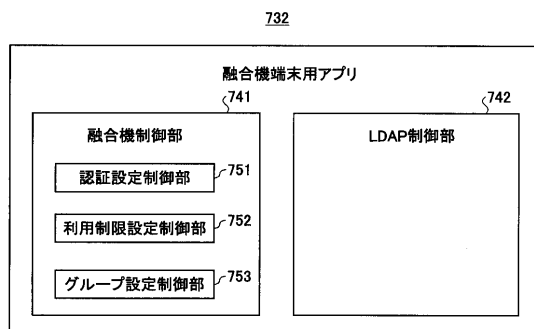 732
融合機端末用アプリ
741
742
融合機制御部
LDAP制御部
認証設定制御部
751
利用制限設定制御部
752
グループ設定制御部
753